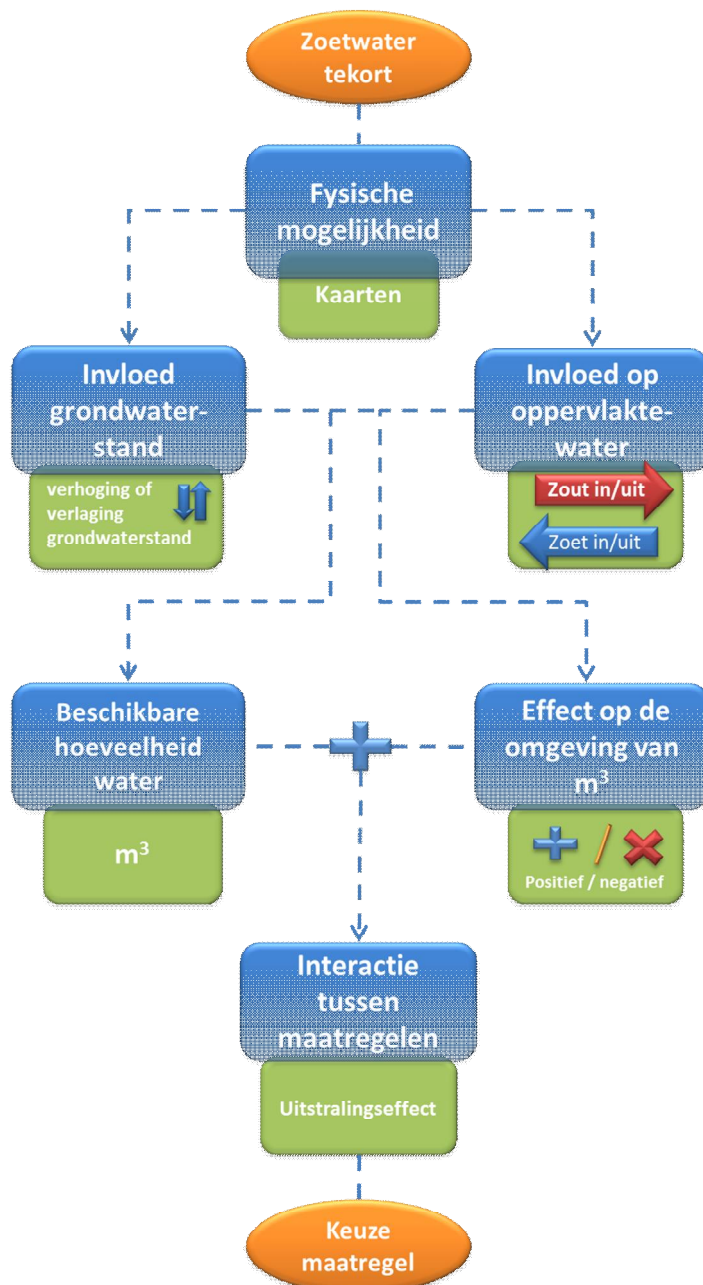 Zoetwater
tekort
Fysische
mogelijkheid
Kaarten
Invloed
grondwater-
stand
verhoging of
verlaging
grondwaterstand
Invloed op
oppervlakte-
water
Zout in/uit
Zoet in/uit
Beschikbare
hoeveelheid
water
m³
Effect op de
omgeving van
m³
Positief / negatief
Interactie
tussen
maatregelen
Uitstralingseffect
Keuze
maatregel